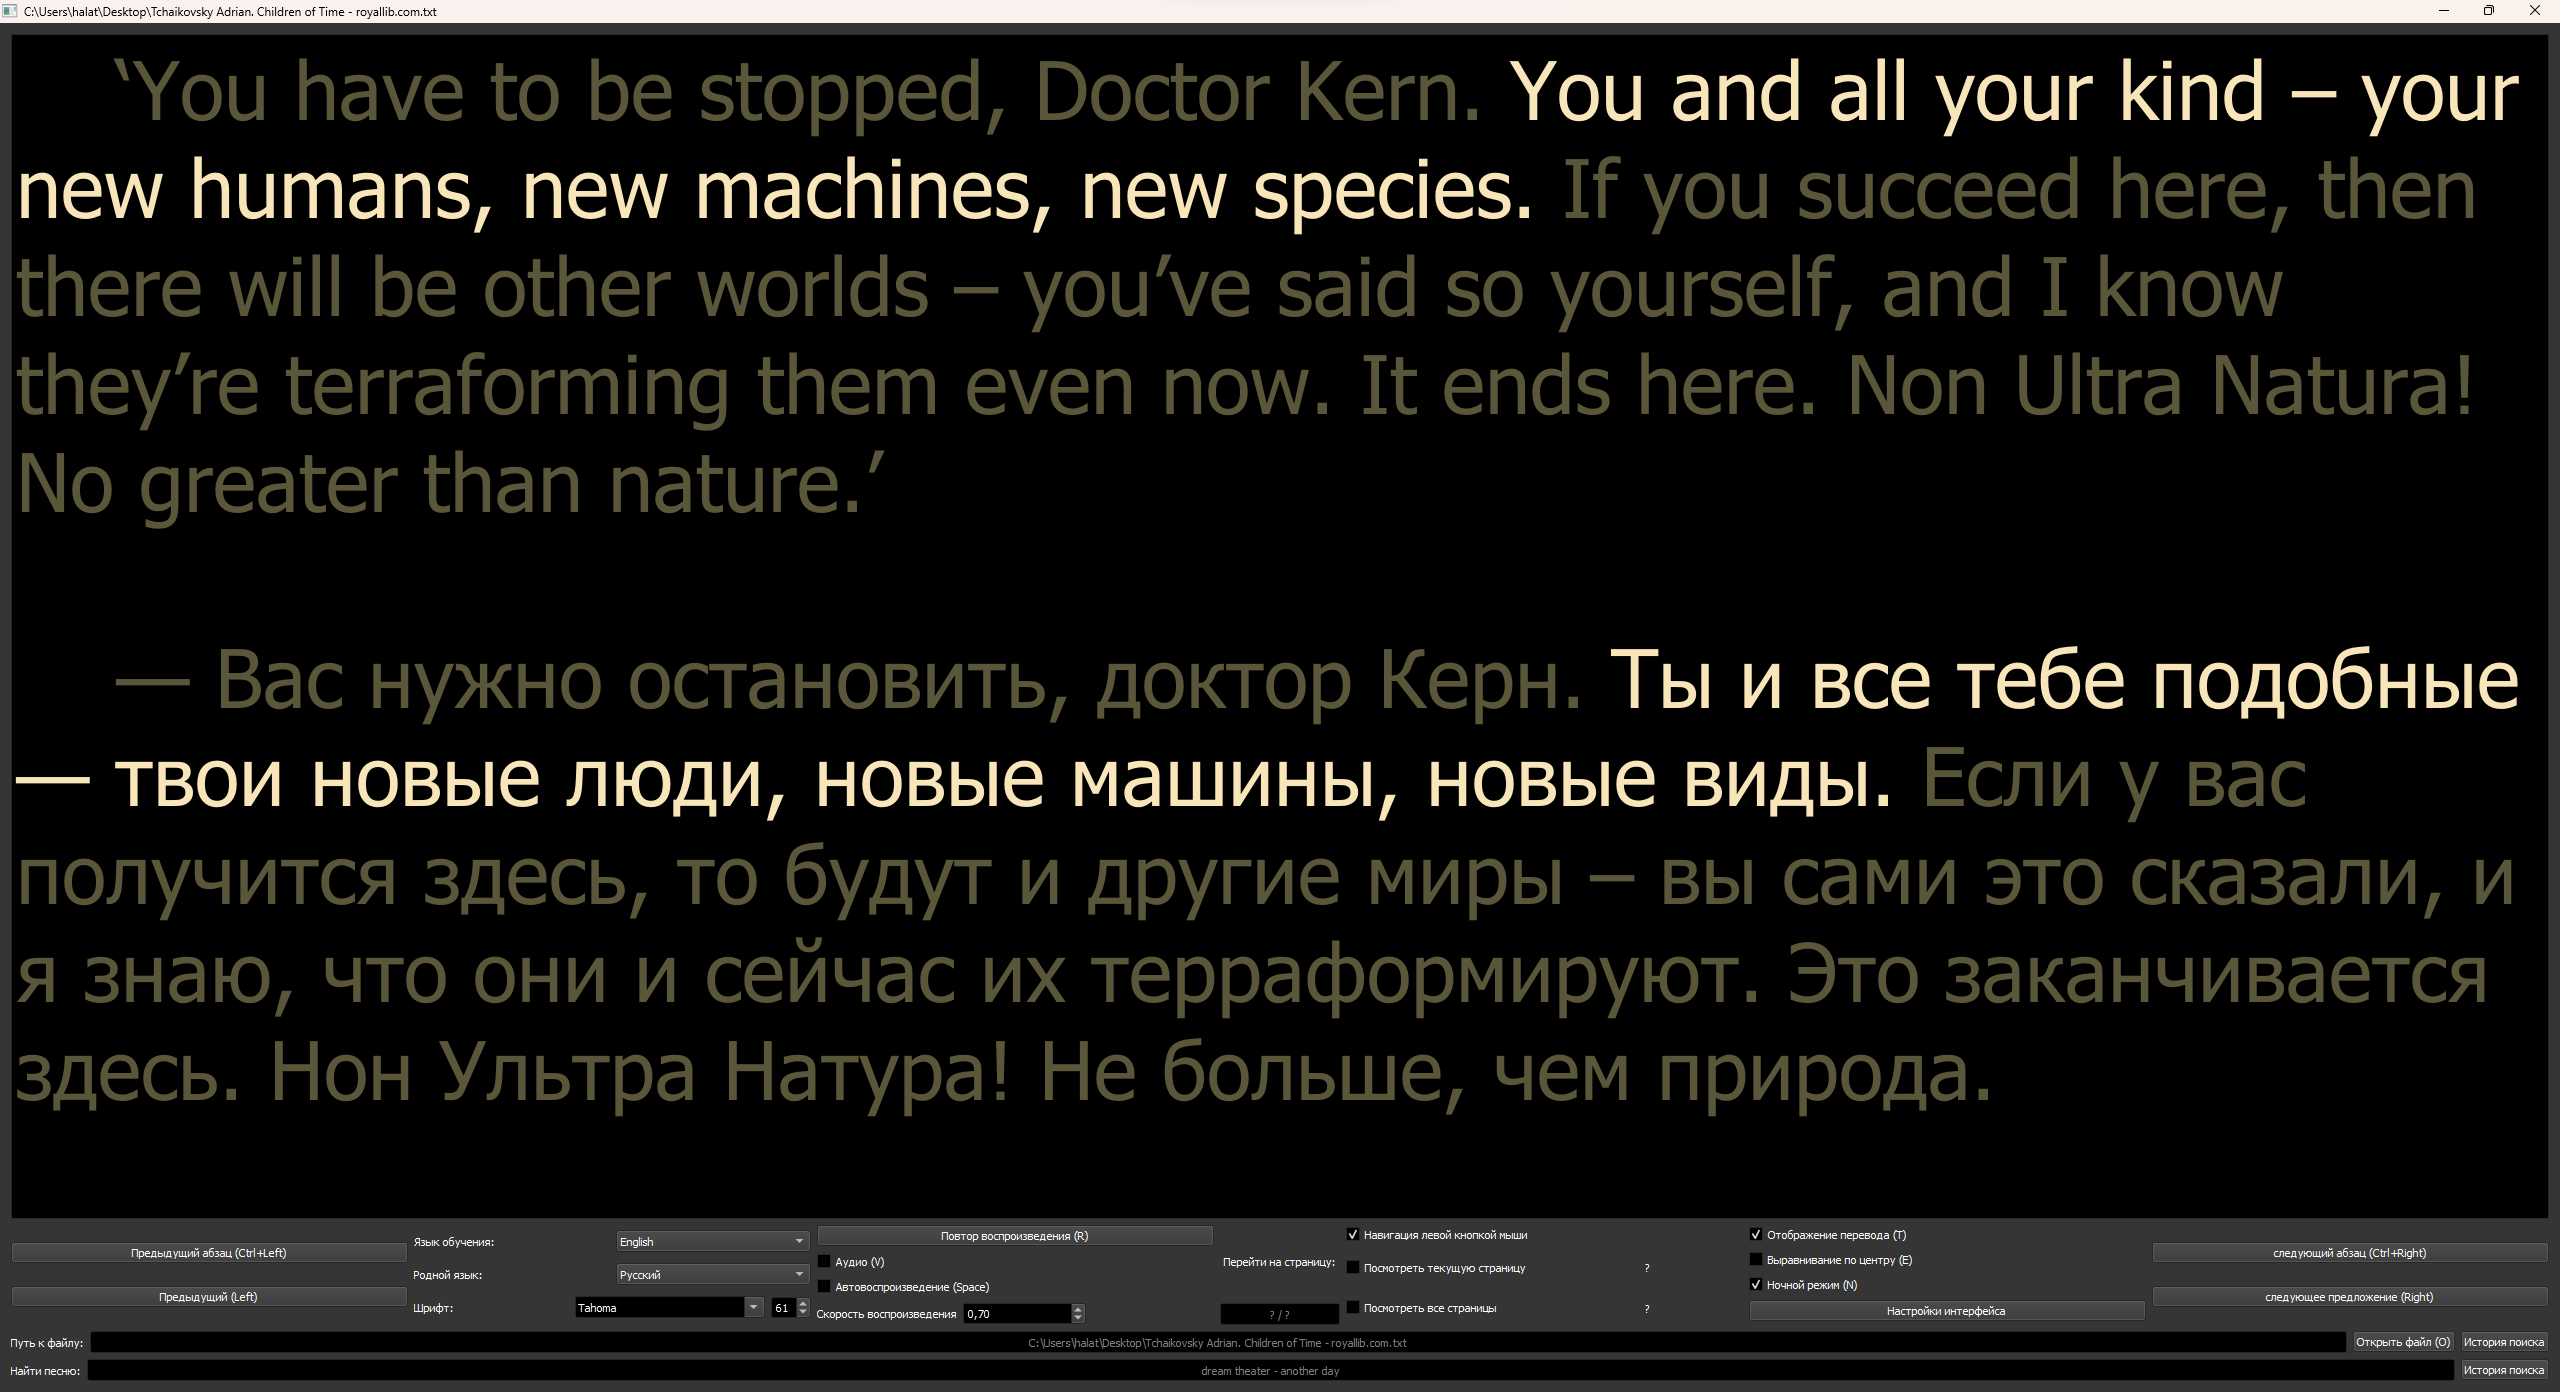 C:\Users\halat\Desktop\Tchaikovsky Adrian. Children of Time - royallib.com.txt
‘You have to be stopped, Doctor Kern. You and all your kind – your
new humans, new machines, new species. If you succeed here, then
there will be other worlds – you’ve said so yourself, and I know
they’re terraforming them even now. It ends here. Non Ultra Natura!
No greater than nature.’
— Вас нужно остановить, доктор Керн. Ты и все тебе подобные
— твои новые люди, новые машины, новые виды. Если у вас
получится здесь, то будут и другие миры – вы сами это сказали, и
я знаю, что они и сейчас их терраформируют. Это заканчивается
здесь. Нон Ультра Натура! Не больше, чем природа.
Предыдущий абзац (Ctrl+Left)
Предыдущий (Left)
Язык обучения: English
Родной язык: Русский
Шрифт: Tahoma 61
Повтор воспроизведения (R)
Аудио (V)
Автовоспроизведение (Space)
Скорость воспроизведения 0,70
Перейти на страницу:
? / ?
Навигация левой кнопкой мыши
Посмотреть текущую страницу ?
Посмотреть все страницы ?
Отображение перевода (T)
Выравнивание по центру (E)
Ночной режим (N)
Настройки интерфейса
следующий абзац (Ctrl+Right)
следующее предложение (Right)
Путь к файлу: C:\Users\halat\Desktop\Tchaikovsky Adrian. Children of Time - royallib.com.txt Открыть файл (O) История поиска
Найти песню: dream theater - another day История поиска